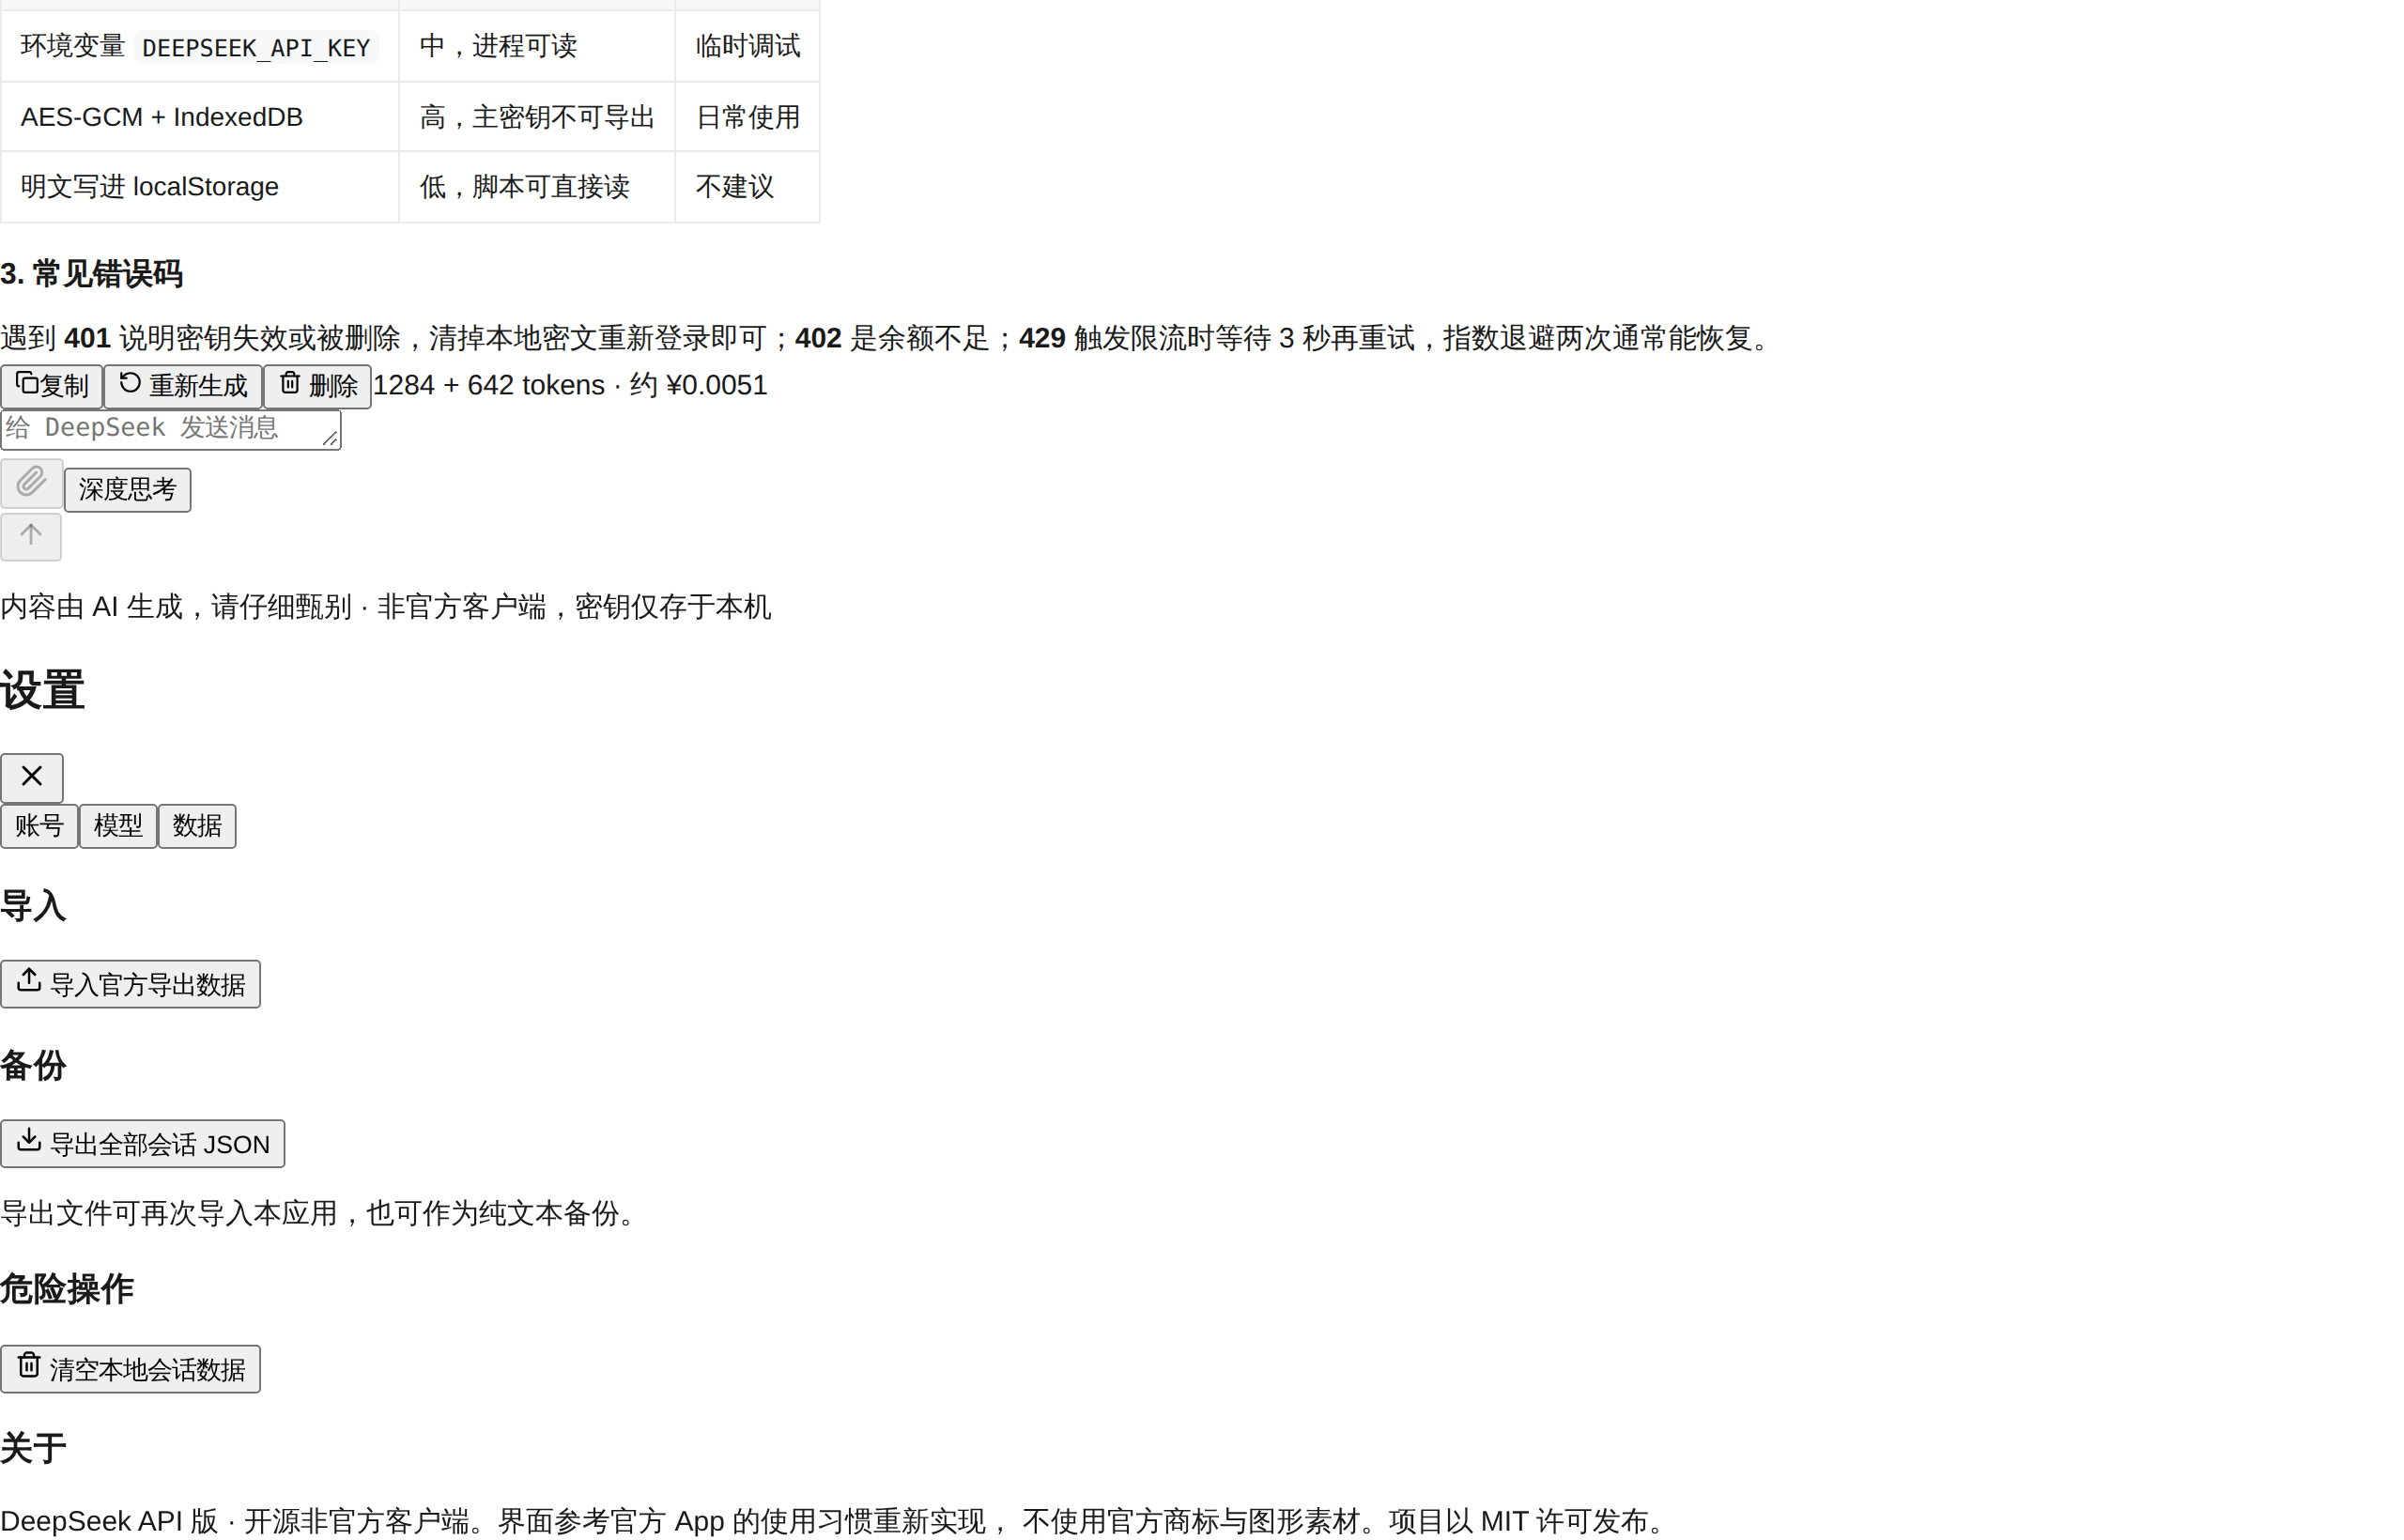 环境变量 DEEPSEEK_API_KEY 中，进程可读 临时调试
AES-GCM + IndexedDB 高，主密钥不可导出 日常使用
明文写进 localStorage 低，脚本可直接读 不建议
3. 常见错误码
遇到 401 说明密钥失效或被删除，清掉本地密文重新登录即可；402 是余额不足；429 触发限流时等待 3 秒再重试，指数退避两次通常能恢复。
复制 重新生成 删除 1284 + 642 tokens · 约 ¥0.0051
给 DeepSeek 发送消息
深度思考
内容由 AI 生成，请仔细甄别 · 非官方客户端，密钥仅存于本机
设置
账号 模型 数据
导入
导入官方导出数据
备份
导出全部会话 JSON
导出文件可再次导入本应用，也可作为纯文本备份。
危险操作
清空本地会话数据
关于
DeepSeek API 版 · 开源非官方客户端。界面参考官方 App 的使用习惯重新实现， 不使用官方商标与图形素材。项目以 MIT 许可发布。